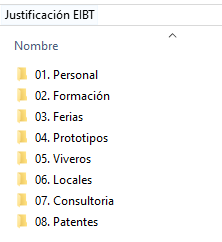 Justificación EIBT
Nombre
01. Personal
02. Formación
03. Ferias
04. Prototipos
05. Viveros
06. Locales
07. Consultoria
08. Patentes